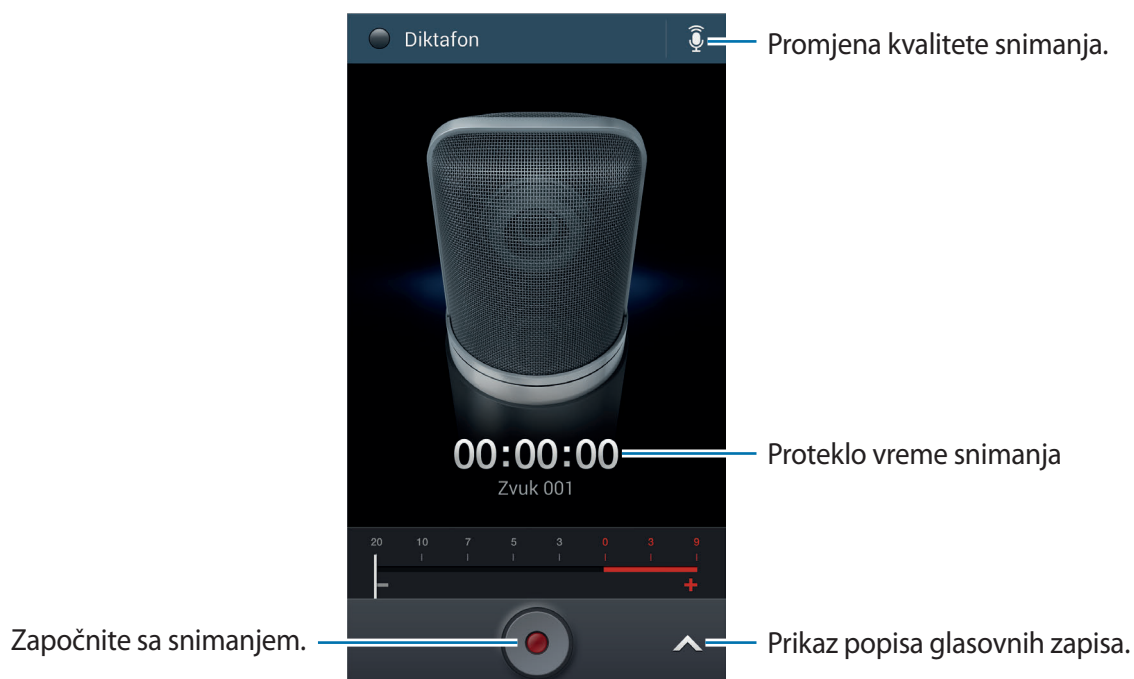 Diktafon
Promjena kvalitete snimanja.
00:00:00
Proteklo vreme snimanja
Zvuk 001
20 10 7 5 3 0 3 9
− +
Započnite sa snimanjem.
Prikaz popisa glasovnih zapisa.